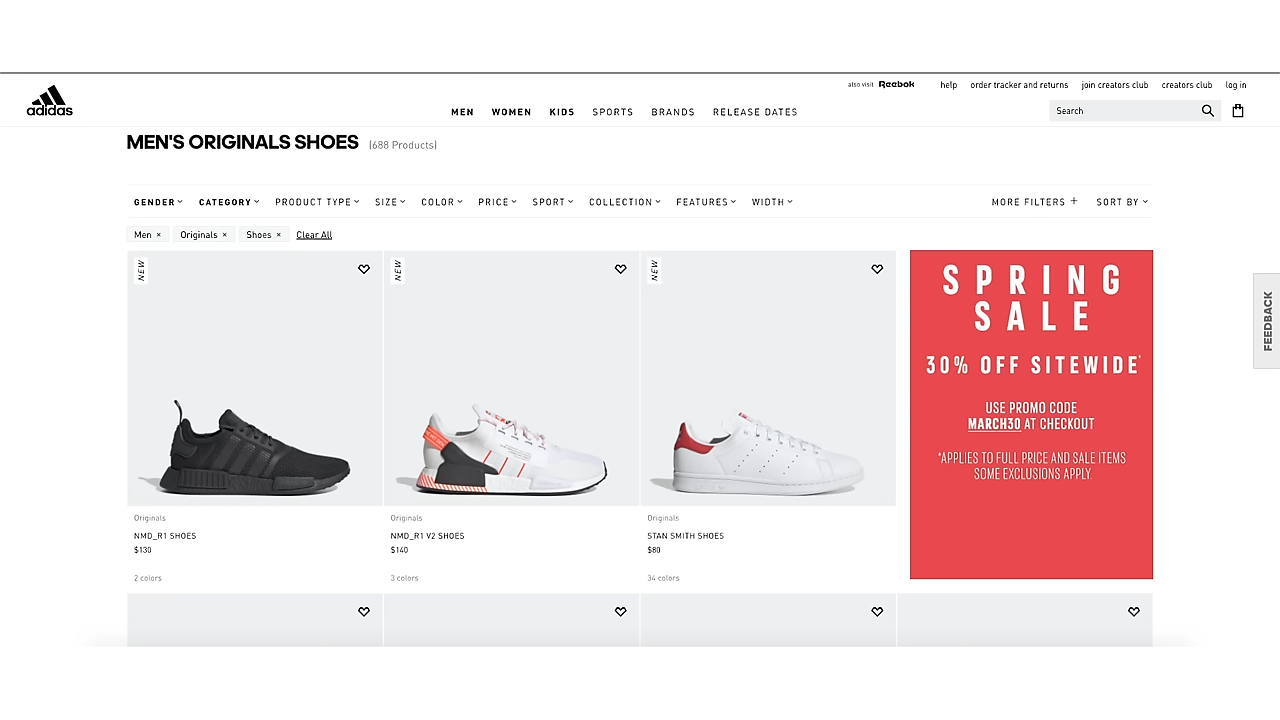 also visit Reebok help order tracker and returns join creators club creators club log in
adidas
MEN WOMEN KIDS SPORTS BRANDS RELEASE DATES Search
MEN'S ORIGINALS SHOES (688 Products)
GENDER CATEGORY PRODUCT TYPE SIZE COLOR PRICE SPORT COLLECTION FEATURES WIDTH MORE FILTERS + SORT BY
Men × Originals × Shoes × Clear All
NEW
NEW
NEW
SPRING
SALE
30% OFF SITEWIDE*
USE PROMO CODE
MARCH30 AT CHECKOUT
*APPLIES TO FULL PRICE AND SALE ITEMS
SOME EXCLUSIONS APPLY.
FEEDBACK
Originals
NMD_R1 SHOES
$130
2 colors
Originals
NMD_R1 V2 SHOES
$140
3 colors
Originals
STAN SMITH SHOES
$80
34 colors